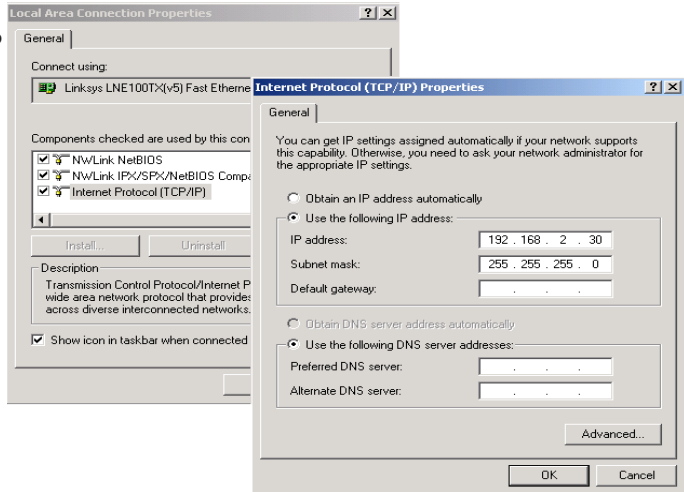 Local Area Connection Properties
General
Connect using:
Linksys LNE100TX(v5) Fast Etherne
Components checked are used by this con
NWLink NetBIOS
NWLink IPX/SPX/NetBIOS Compa
Internet Protocol (TCP/IP)
Install...
Uninstall
Description
Transmission Control Protocol/Internet P
wide area network protocol that provides
across diverse interconnected networks.
Show icon in taskbar when connected
Internet Protocol (TCP/IP) Properties
General
You can get IP settings assigned automatically if your network supports
this capability. Otherwise, you need to ask your network administrator for
the appropriate IP settings.
Obtain an IP address automatically
Use the following IP address:
IP address: 192 . 168 . 2 . 30
Subnet mask: 255 . 255 . 255 . 0
Default gateway: . . .
Obtain DNS server address automatically
Use the following DNS server addresses:
Preferred DNS server: . . .
Alternate DNS server: . . .
Advanced...
OK Cancel